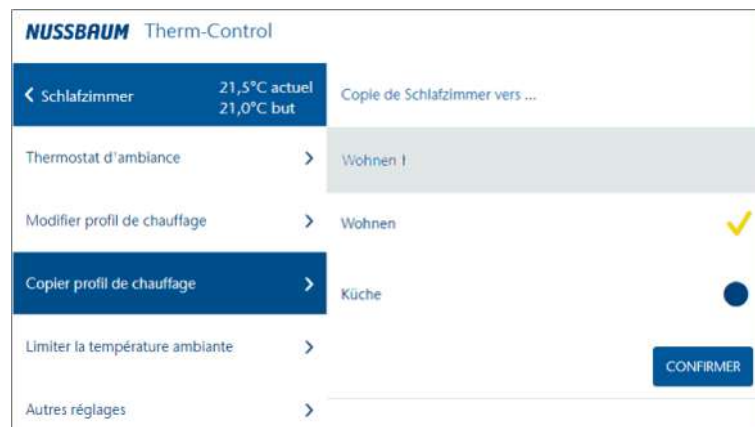 NUSSBAUM Therm-Control
Schlafzimmer
21,5°C actuel
21,0°C but
Thermostat d'ambiance
Modifier profil de chauffage
Copier profil de chauffage
Limiter la température ambiante
Autres réglages
Copie de Schlafzimmer vers ...
Wohnen
Wohnen
Küche
CONFIRMER